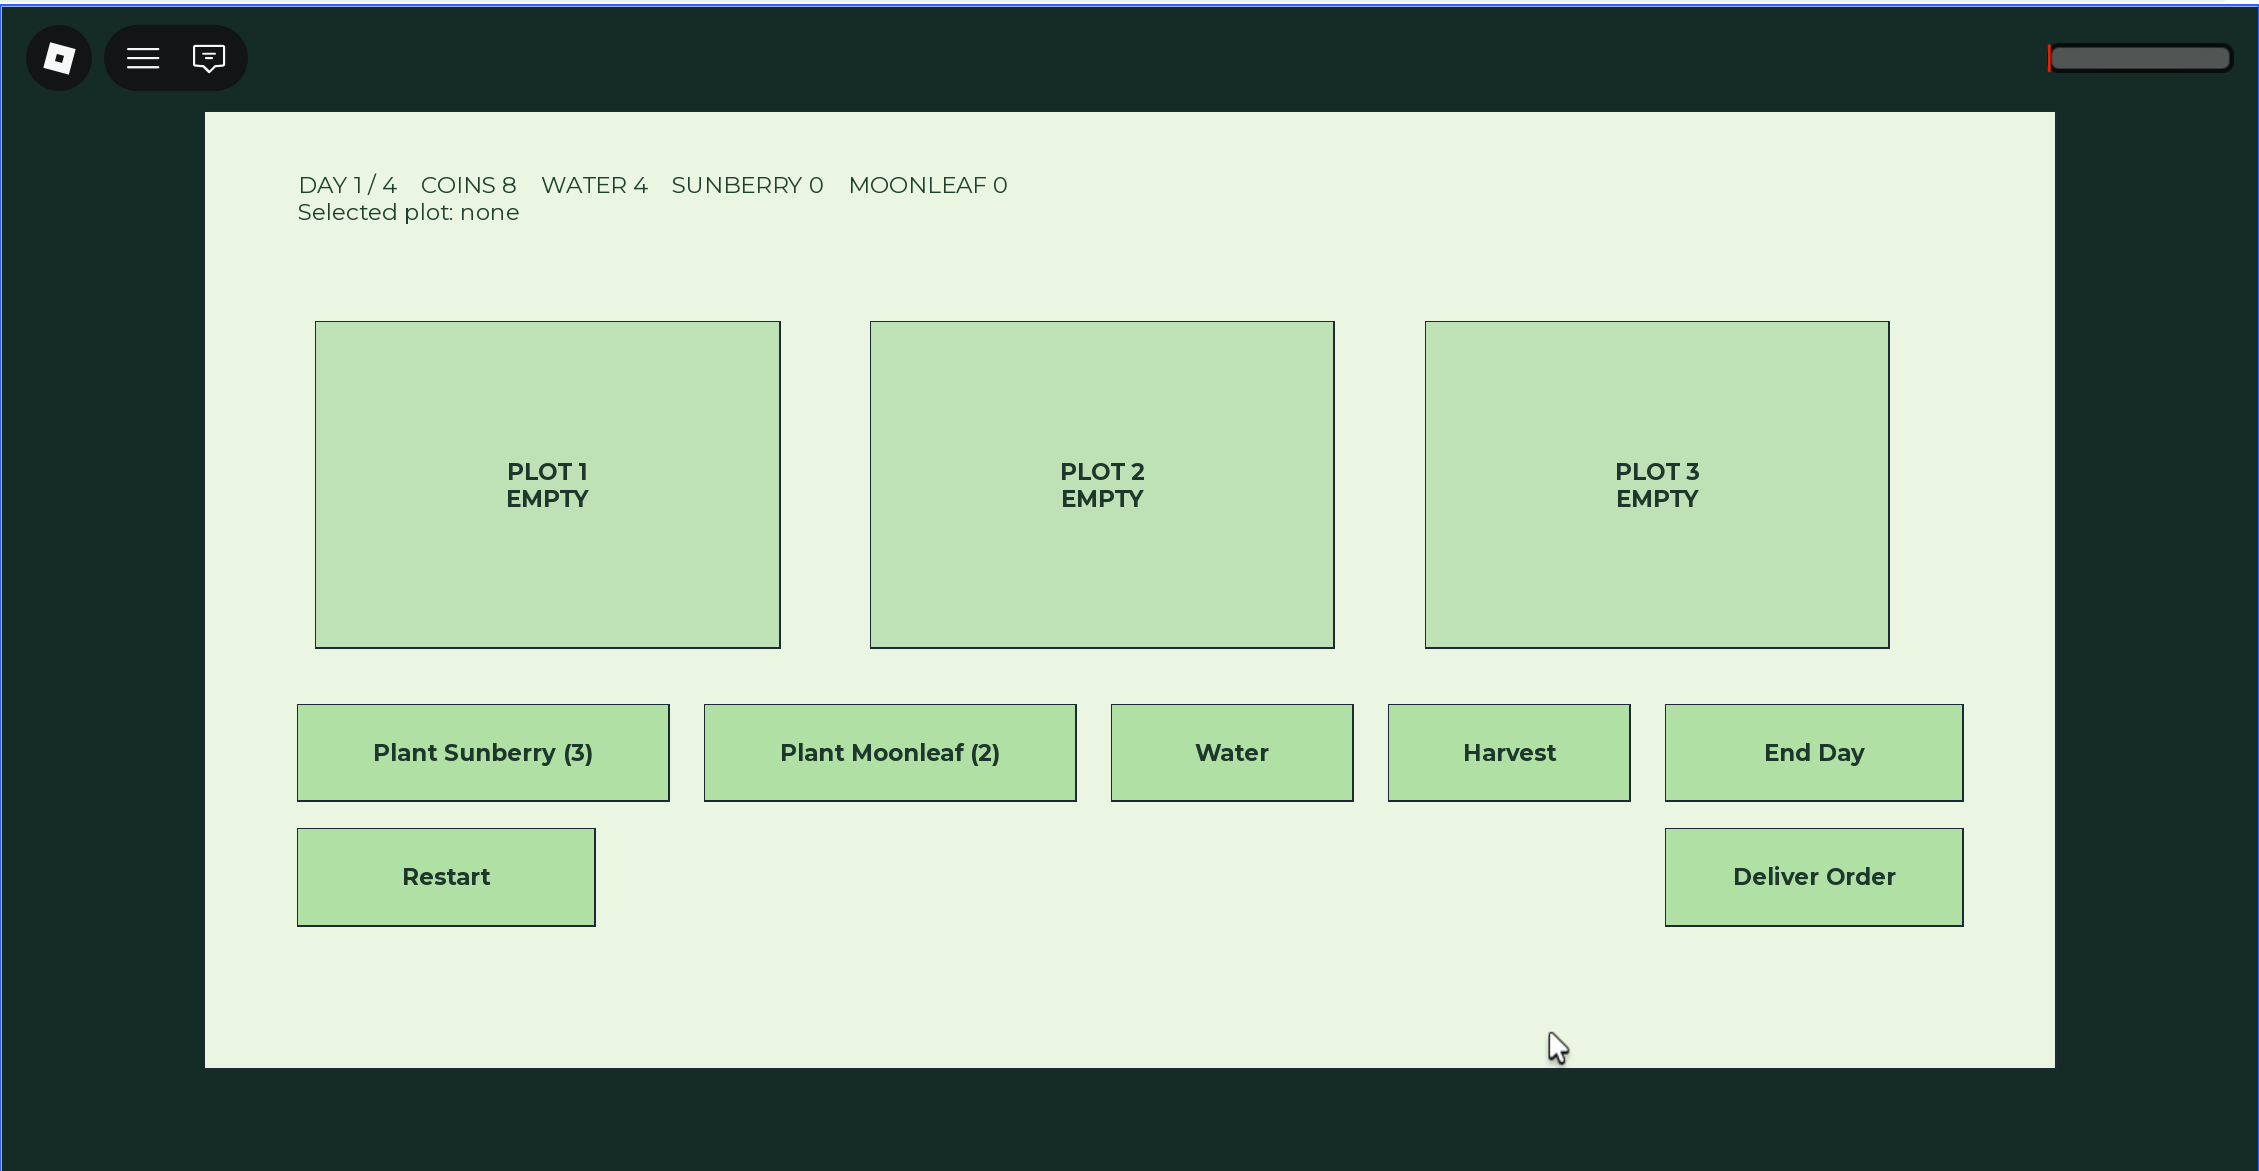 DAY 1 / 4 COINS 8 WATER 4 SUNBERRY 0 MOONLEAF 0
Selected plot: none
PLOT 1
EMPTY
PLOT 2
EMPTY
PLOT 3
EMPTY
Plant Sunberry (3)
Plant Moonleaf (2)
Water
Harvest
End Day
Restart
Deliver Order